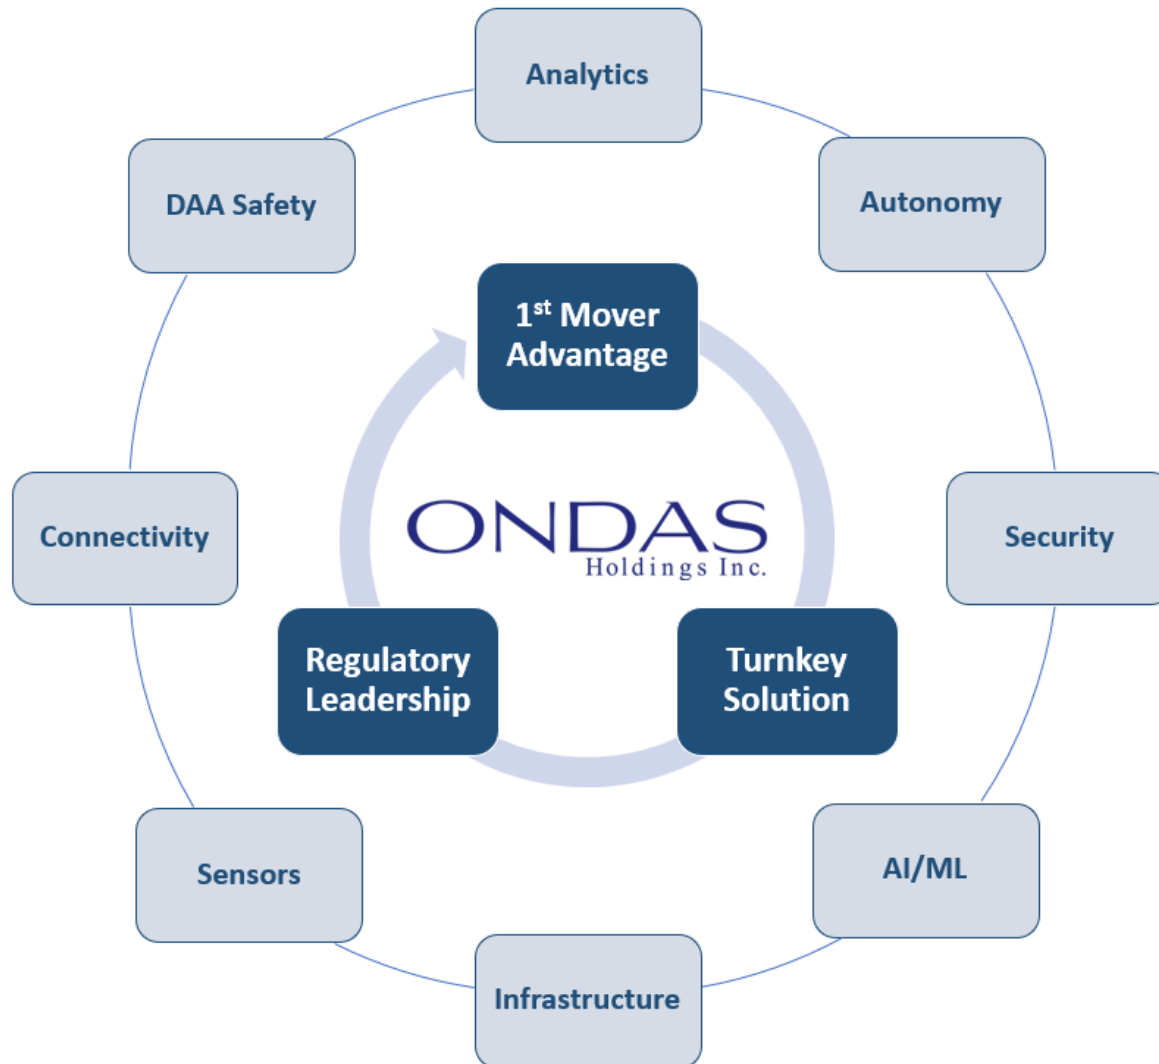 Analytics
DAA Safety
Autonomy
1st Mover
Advantage
Connectivity
ONDAS
Holdings Inc.
Security
Regulatory
Leadership
Turnkey
Solution
Sensors
AI/ML
Infrastructure